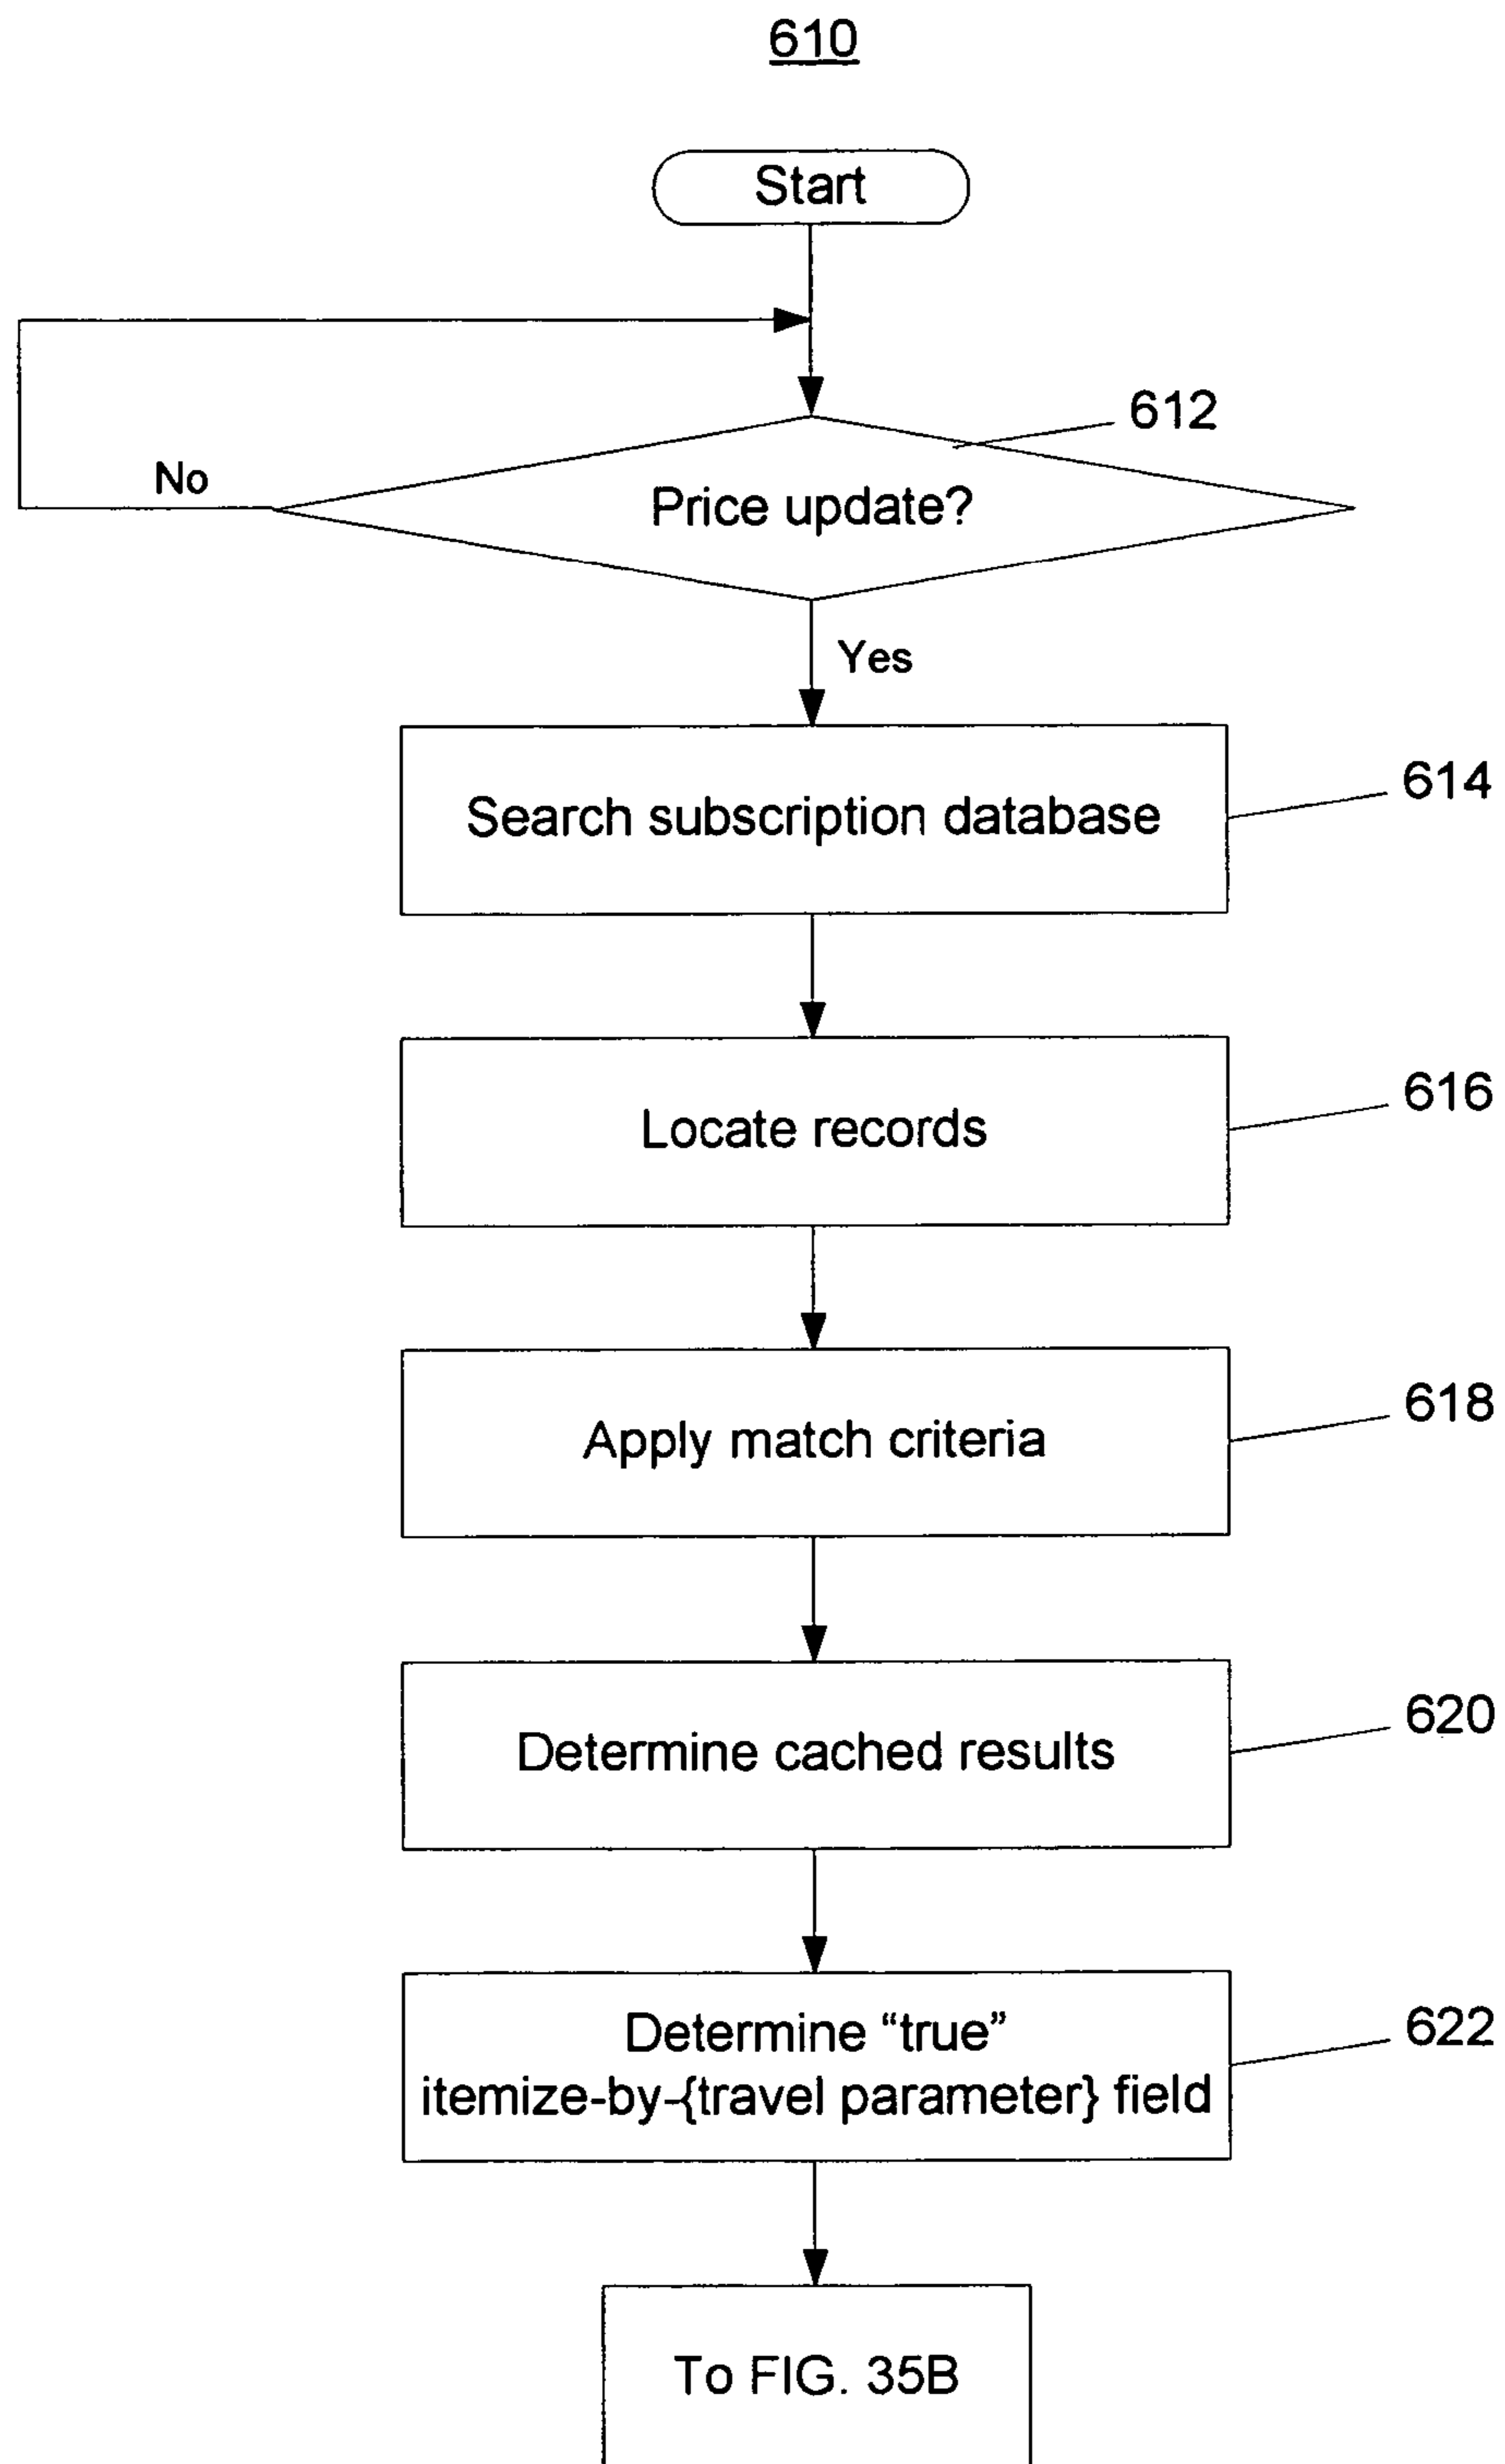 610
Start
612
No
Price update?
Yes
Search subscription database
614
Locate records
616
Apply match criteria
618
Determine cached results
620
Determine “true”
itemize-by-{travel parameter} field
622
To FIG. 35B